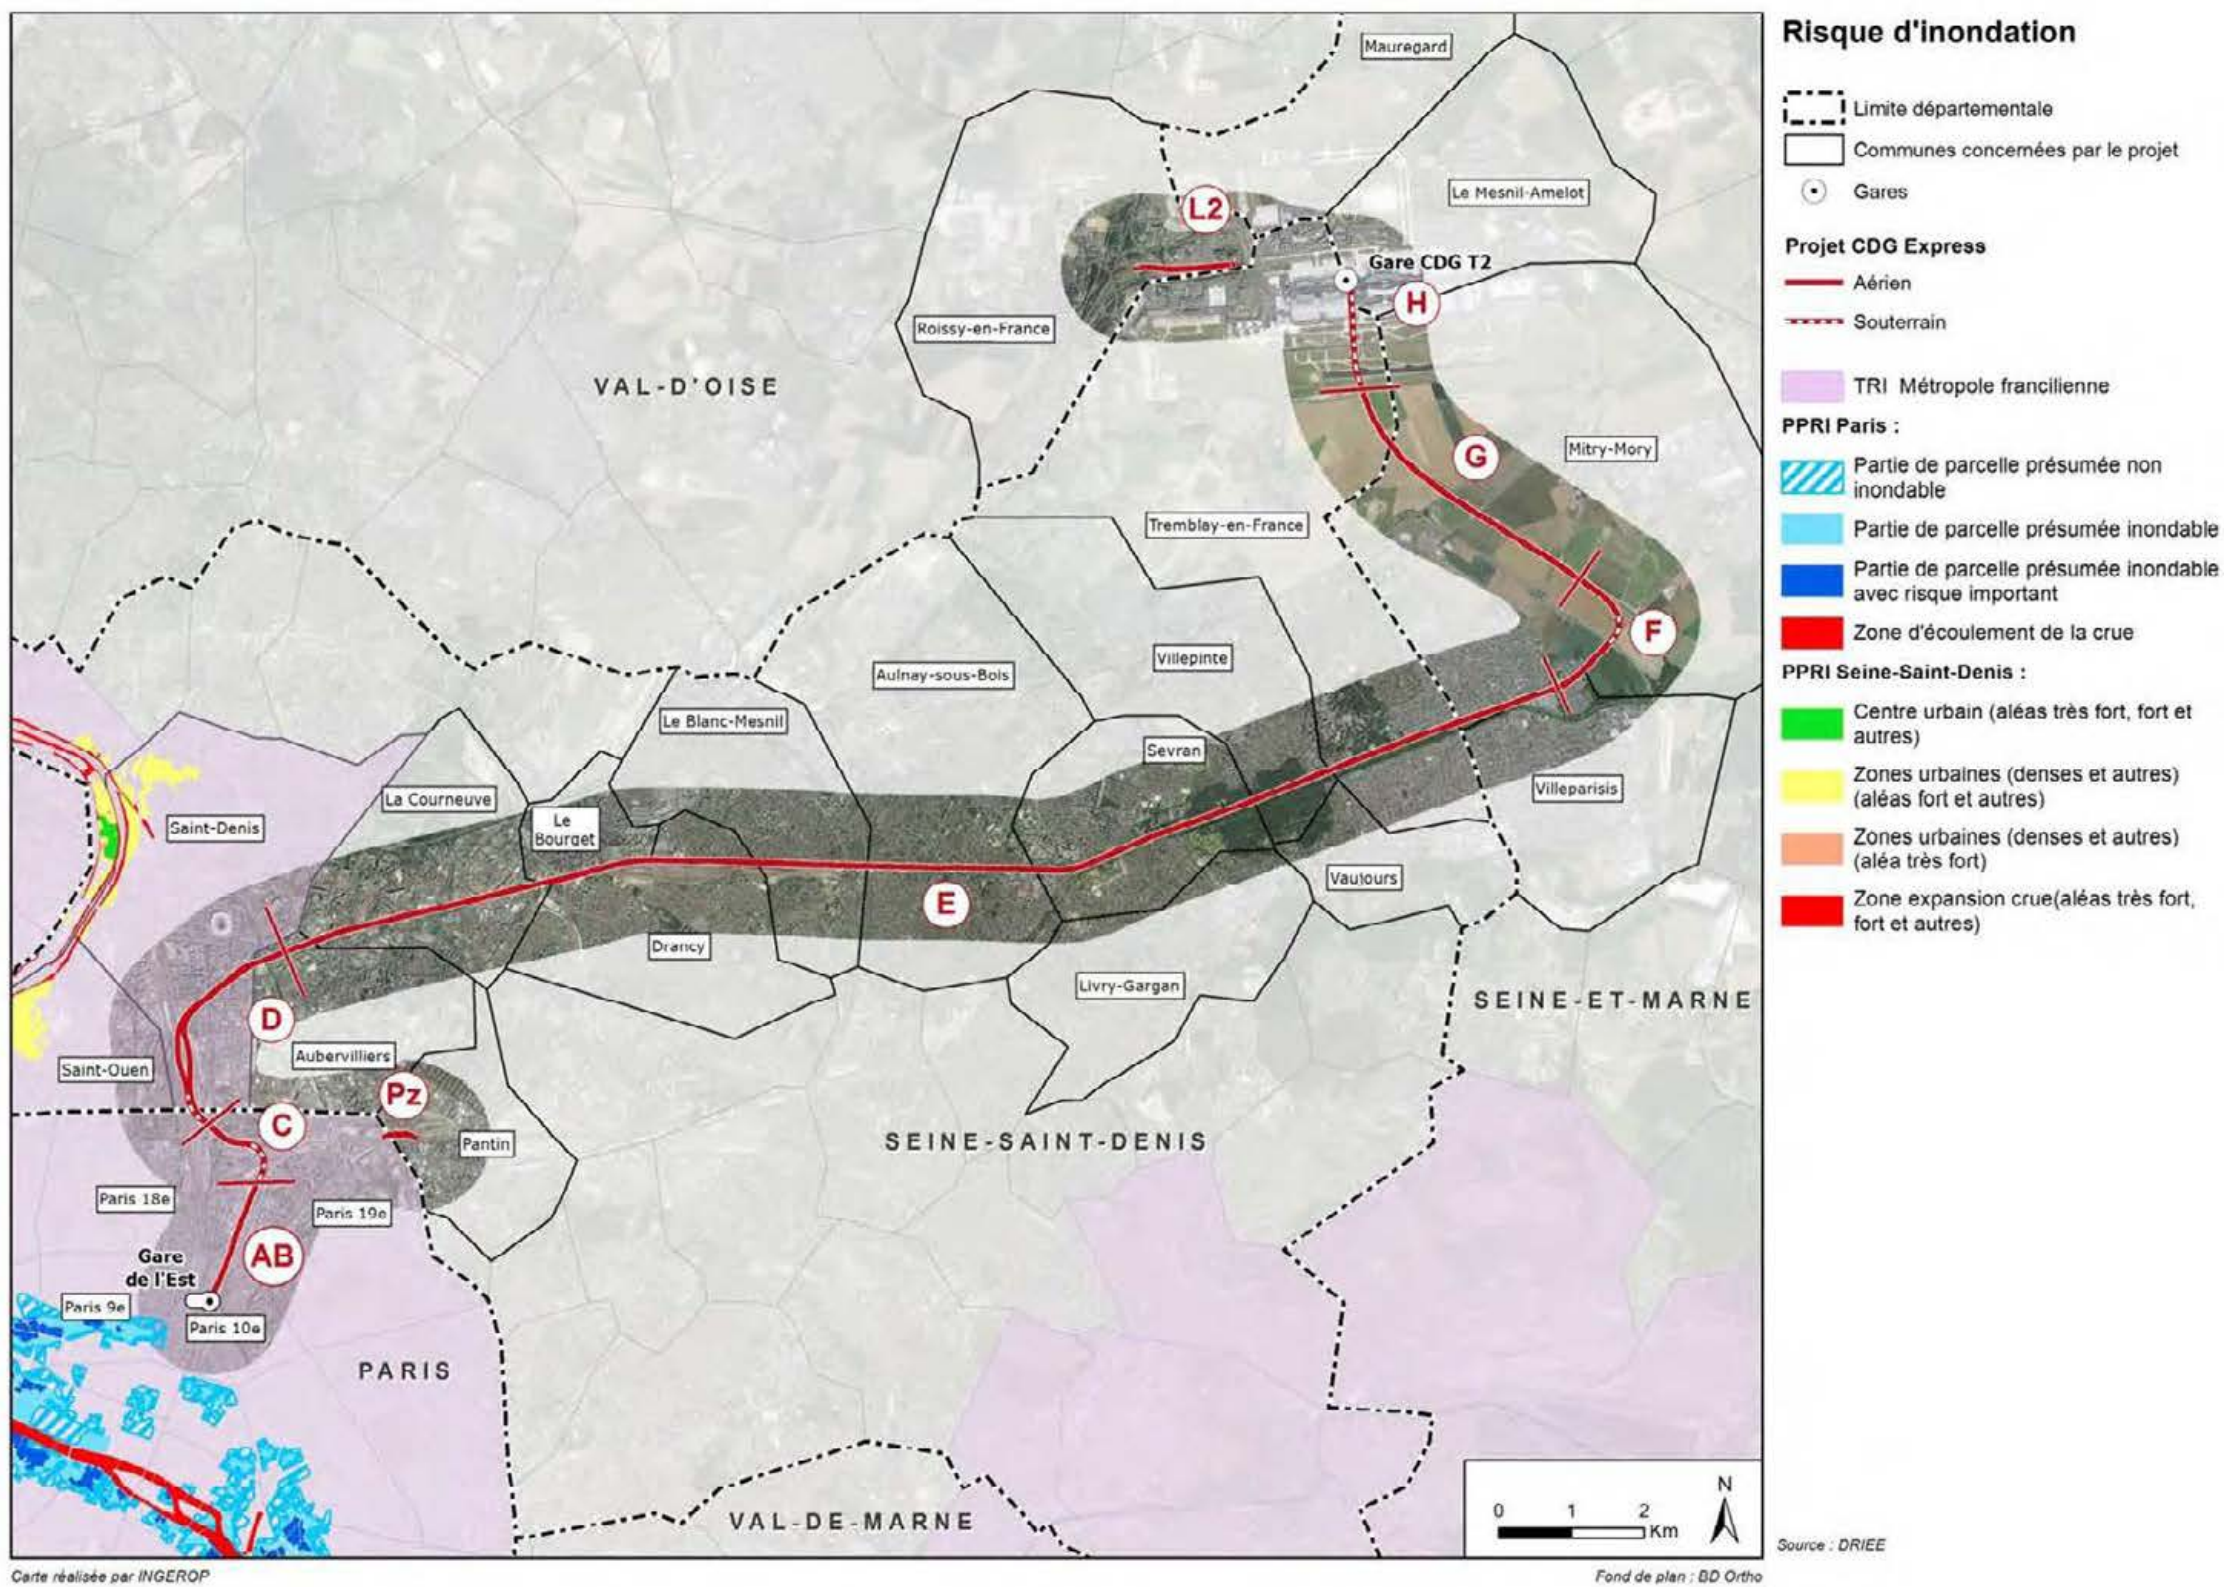 Mauregard
Le Mesnil-Amelot
L2
Gare CDG T2
H
Roissy-en-France
VAL-D'OISE
G
Mitry-Mory
Tremblay-en-France
F
Villepinte
Aulnay-sous-Bois
Le Blanc-Mesnil
Sevran
Villeparisis
La Courneuve
Le
Bourget
Saint-Denis
Vaujours
E
Drancy
Livry-Gargan
SEINE-ET-MARNE
D
Aubervilliers
Saint-Ouen
Pz
C
Pantin
SEINE-SAINT-DENIS
Paris 18e
Paris 19e
AB
Gare
de l'Est
Paris 9e
Paris 10e
PARIS
VAL-DE-MARNE
N
0 1 2
Km
Risque d'inondation
Limite départementale
Communes concernées par le projet
Gares
Projet CDG Express
Aérien
Souterrain
TRI Métropole francilienne
PPRI Paris :
Partie de parcelle présumée non
inondable
Partie de parcelle présumée inondable
Partie de parcelle présumée inondable
avec risque important
Zone d'écoulement de la crue
PPRI Seine-Saint-Denis :
Centre urbain (aléas très fort, fort et
autres)
Zones urbaines (denses et autres)
(aléas fort et autres)
Zones urbaines (denses et autres)
(aléa très fort)
Zone expansion crue(aléas très fort,
fort et autres)
Source : DRIEE
Carte réalisée par INGEROP
Fond de plan : BD Ortho